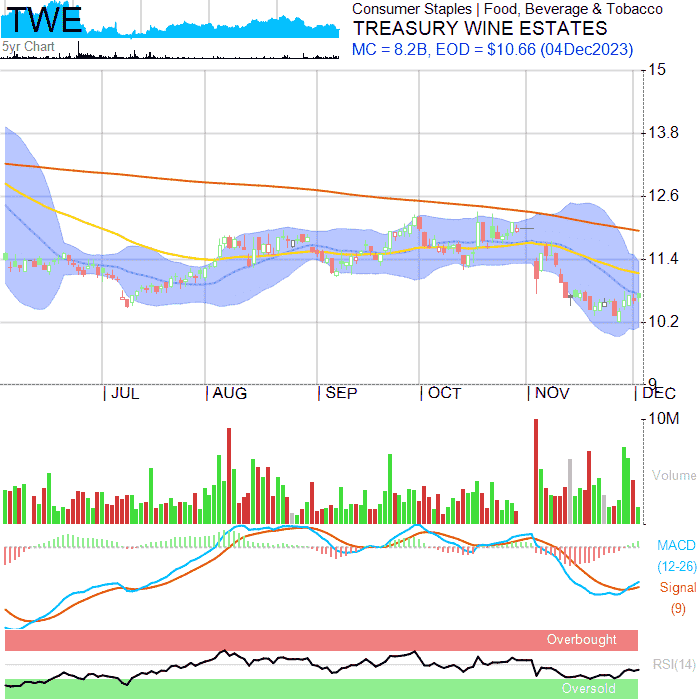 TWE
5yr Chart
Consumer Staples | Food, Beverage & Tobacco
TREASURY WINE ESTATES
MC = 8.2B, EOD = $10.66 (04Dec2023)
15
13.8
12.6
11.4
10.2
9
JUL AUG SEP OCT NOV DEC
10M
Volume
MACD
(12-26)
Signal
(9)
Overbought
RSI(14)
Oversold